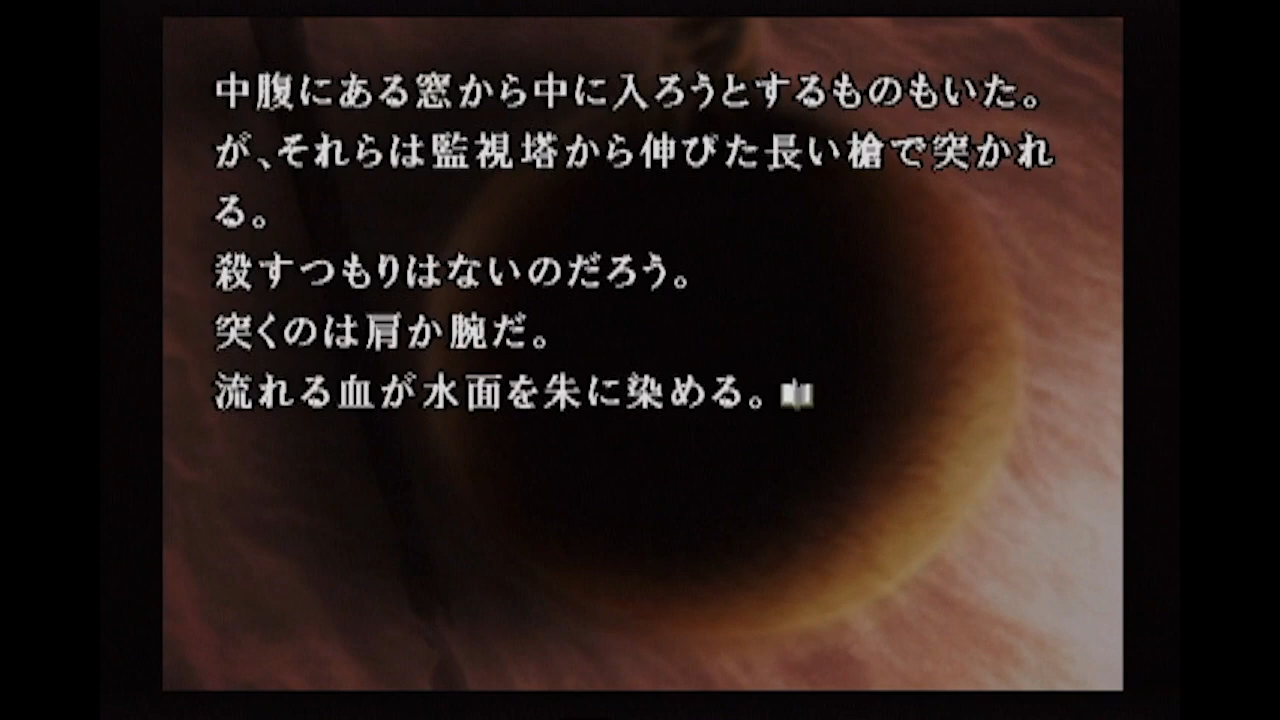 中腹にある窓から中に入ろうとするものもいた。
が、それらは監視塔から伸びた長い槍で突かれ
る。
殺すつもりはないのだろう。
突くのは肩か腕だ。
流れる血が水面を朱に染める。